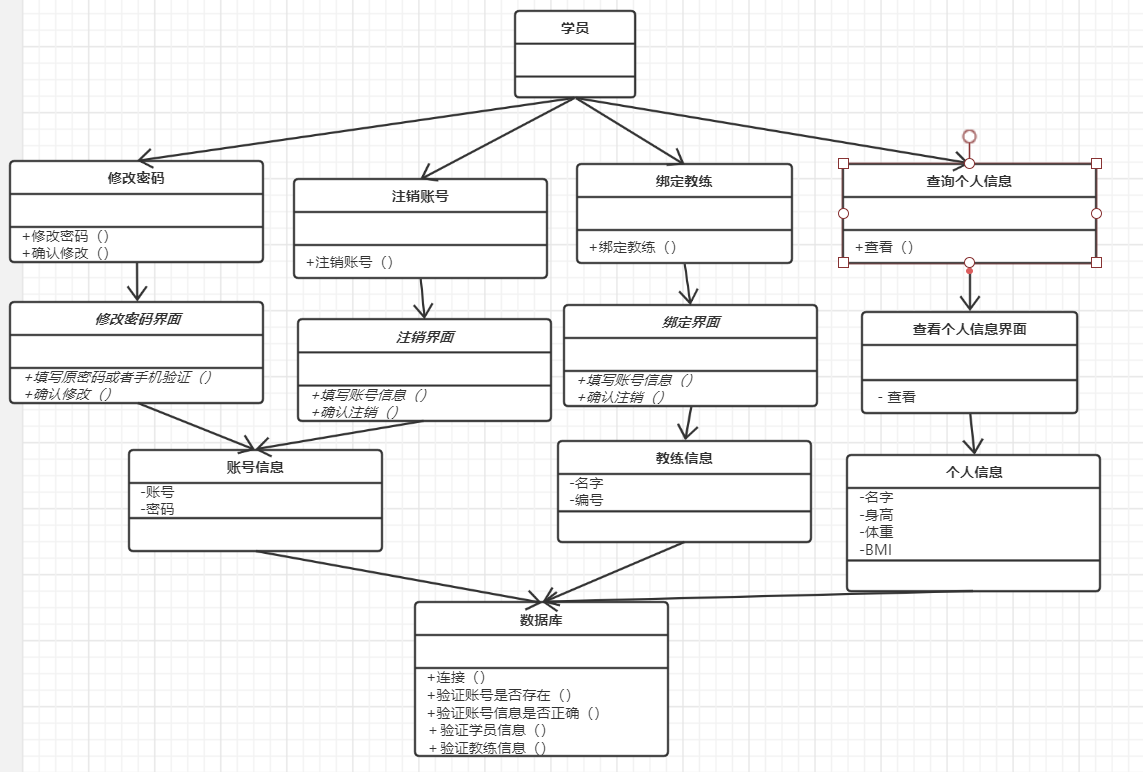 学员
修改密码
+修改密码（）
+确认修改（）
注销账号
+注销账号（）
绑定教练
+绑定教练（）
查询个人信息
+查看（）
修改密码界面
+填写原密码或者手机验证（）
+确认修改（）
注销界面
+填写账号信息（）
+确认注销（）
绑定界面
+填写账号信息（）
+确认注销（）
查看个人信息界面
- 查看
账号信息
-账号
-密码
教练信息
-名字
-编号
个人信息
-名字
-身高
-体重
-BMI
数据库
+连接（）
+验证账号是否存在（）
+验证账号信息是否正确（）
+ 验证学员信息（）
+ 验证教练信息（）